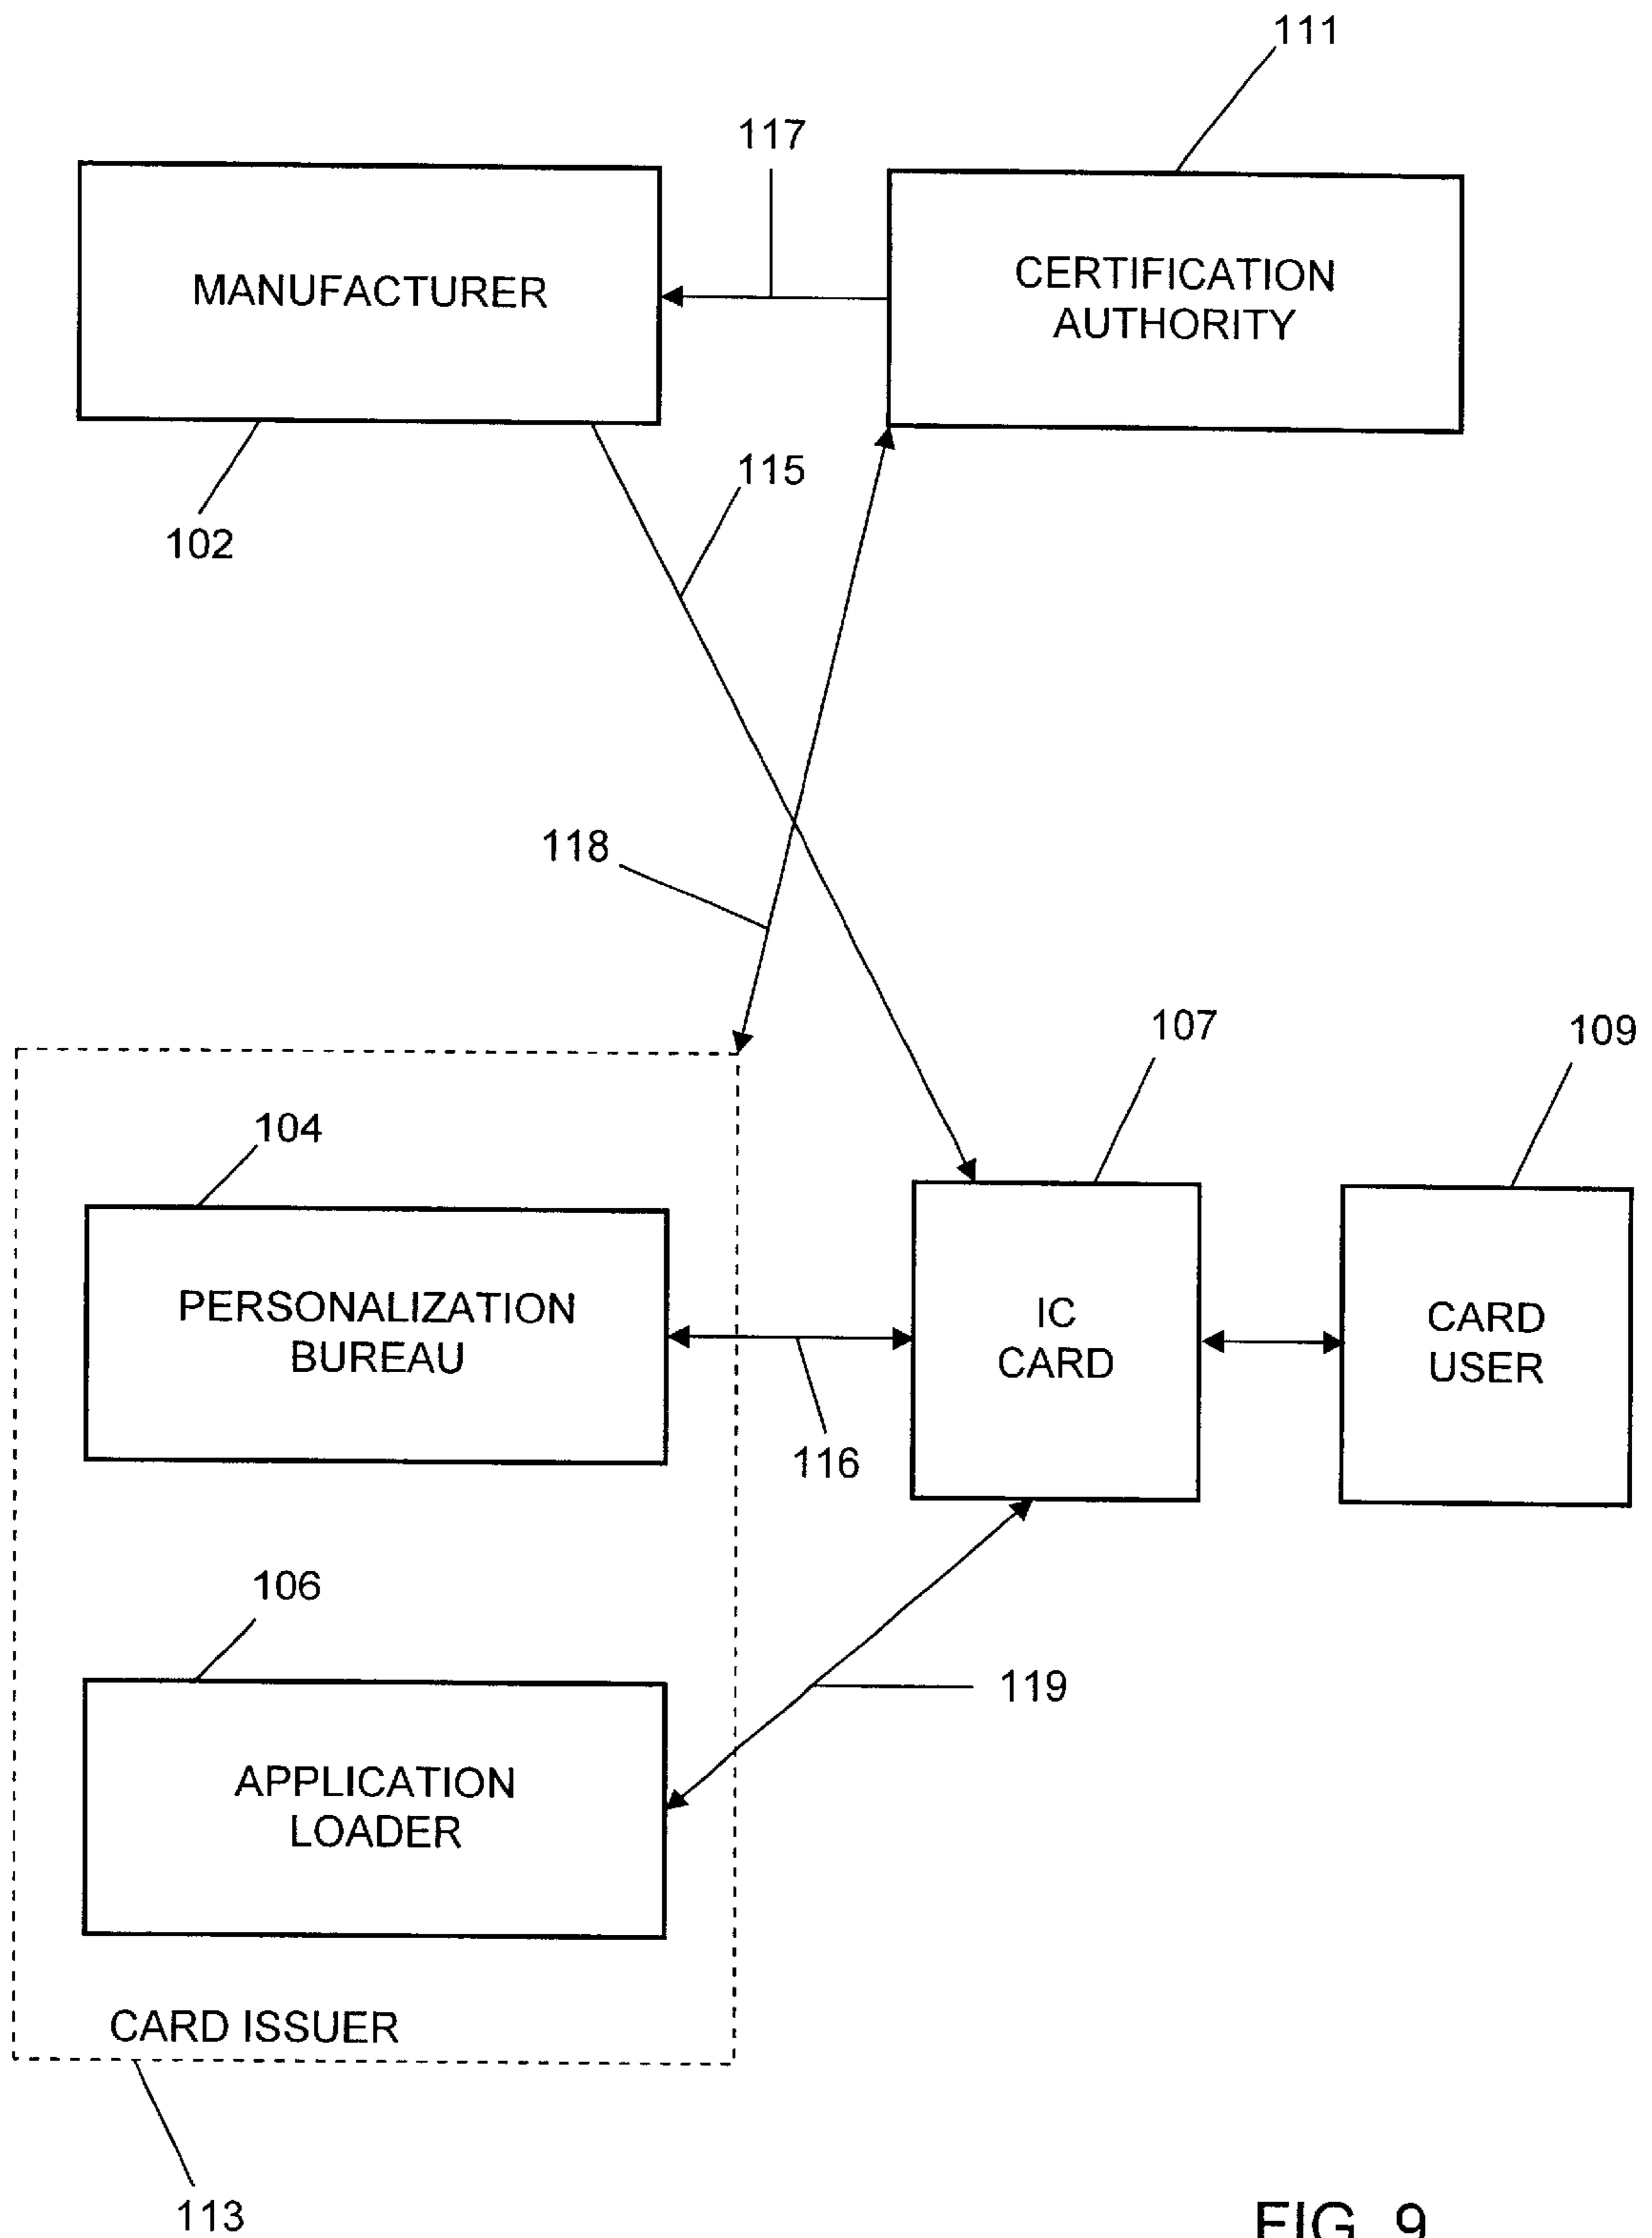 111
117
MANUFACTURER
CERTIFICATION
AUTHORITY
115
102
118
107
109
104
PERSONALIZATION
BUREAU
IC
CARD
CARD
USER
116
106
119
APPLICATION
LOADER
CARD ISSUER
113
FIG. 9